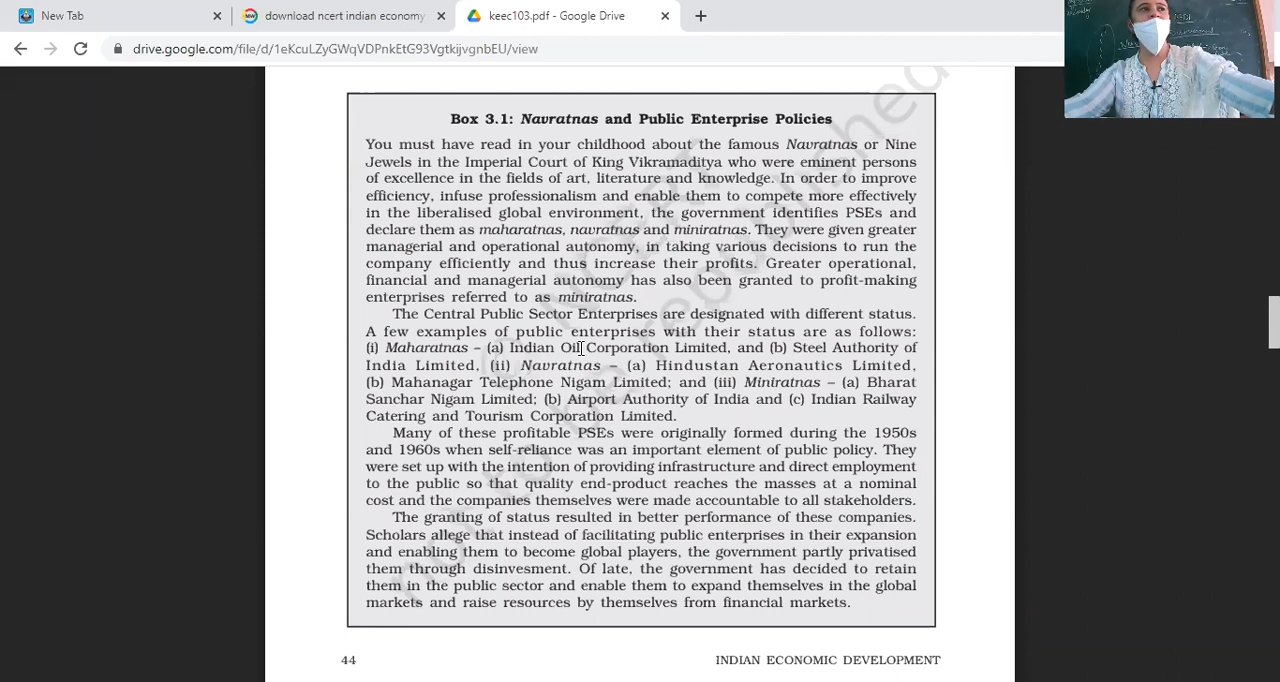 New Tab
download ncert indian economy
keec103.pdf - Google Drive
drive.google.com/file/d/1eKcuLZyGWqVDPnkEtG93VgtkijvgnbEU/view
Box 3.1: Navratnas and Public Enterprise Policies
You must have read in your childhood about the famous Navratnas or Nine
Jewels in the Imperial Court of King Vikramaditya who were eminent persons
of excellence in the fields of art, literature and knowledge. In order to improve
efficiency, infuse professionalism and enable them to compete more effectively
in the liberalised global environment, the government identifies PSEs and
declare them as maharatnas, navratnas and miniratnas. They were given greater
managerial and operational autonomy, in taking various decisions to run the
company efficiently and thus increase their profits. Greater operational,
financial and managerial autonomy has also been granted to profit-making
enterprises referred to as miniratnas.
The Central Public Sector Enterprises are designated with different status.
A few examples of public enterprises with their status are as follows:
(i) Maharatnas – (a) Indian Oil Corporation Limited, and (b) Steel Authority of
India Limited, (ii) Navratnas – (a) Hindustan Aeronautics Limited,
(b) Mahanagar Telephone Nigam Limited; and (iii) Miniratnas – (a) Bharat
Sanchar Nigam Limited; (b) Airport Authority of India and (c) Indian Railway
Catering and Tourism Corporation Limited.
Many of these profitable PSEs were originally formed during the 1950s
and 1960s when self-reliance was an important element of public policy. They
were set up with the intention of providing infrastructure and direct employment
to the public so that quality end-product reaches the masses at a nominal
cost and the companies themselves were made accountable to all stakeholders.
The granting of status resulted in better performance of these companies.
Scholars allege that instead of facilitating public enterprises in their expansion
and enabling them to become global players, the government partly privatised
them through disinvesment. Of late, the government has decided to retain
them in the public sector and enable them to expand themselves in the global
markets and raise resources by themselves from financial markets.
© NCERT
not to be republished
44
INDIAN ECONOMIC DEVELOPMENT